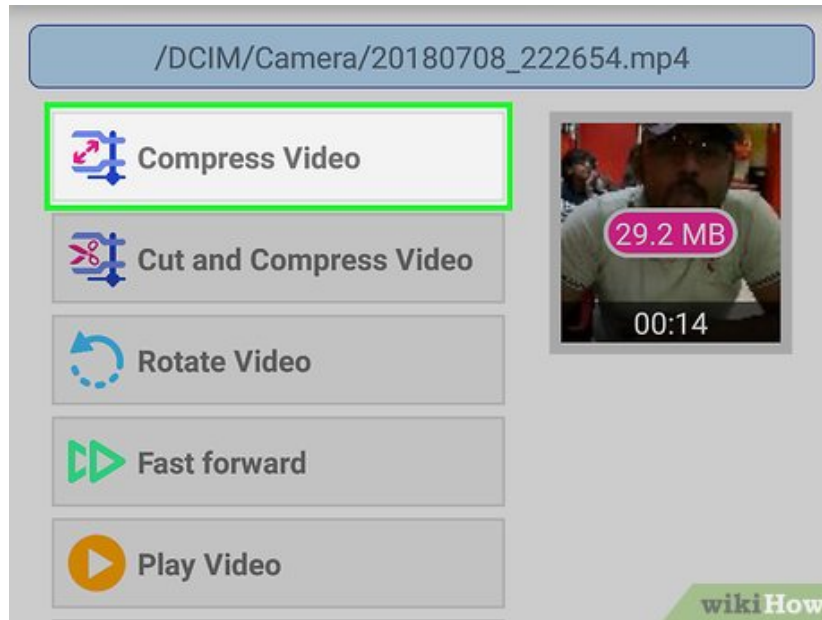 /DCIM/Camera/20180708_222654.mp4
Compress Video
29.2 MB
Cut and Compress Video
00:14
Rotate Video
Fast forward
Play Video
wikiHow